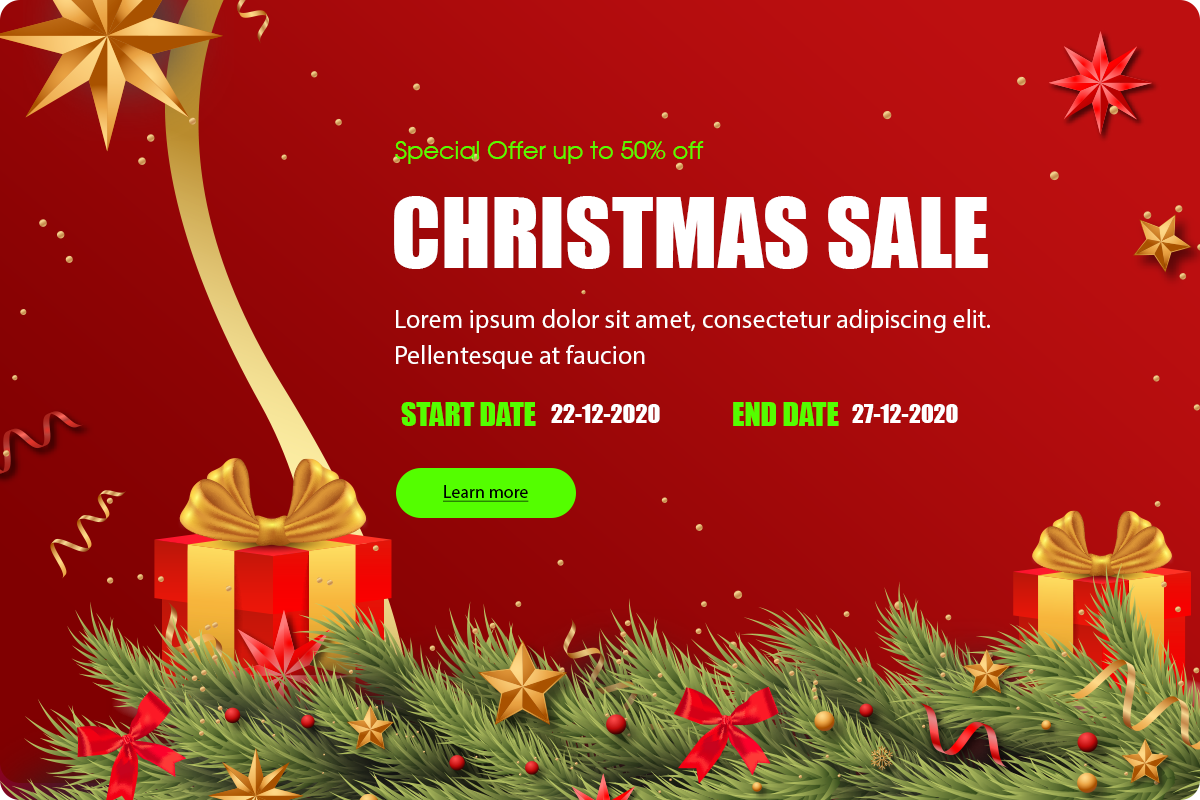 Special Offer up to 50% off
CHRISTMAS SALE
Lorem ipsum dolor sit amet, consectetur adipiscing elit.
Pellentesque at faucion
START DATE 22-12-2020 END DATE 27-12-2020
Learn more